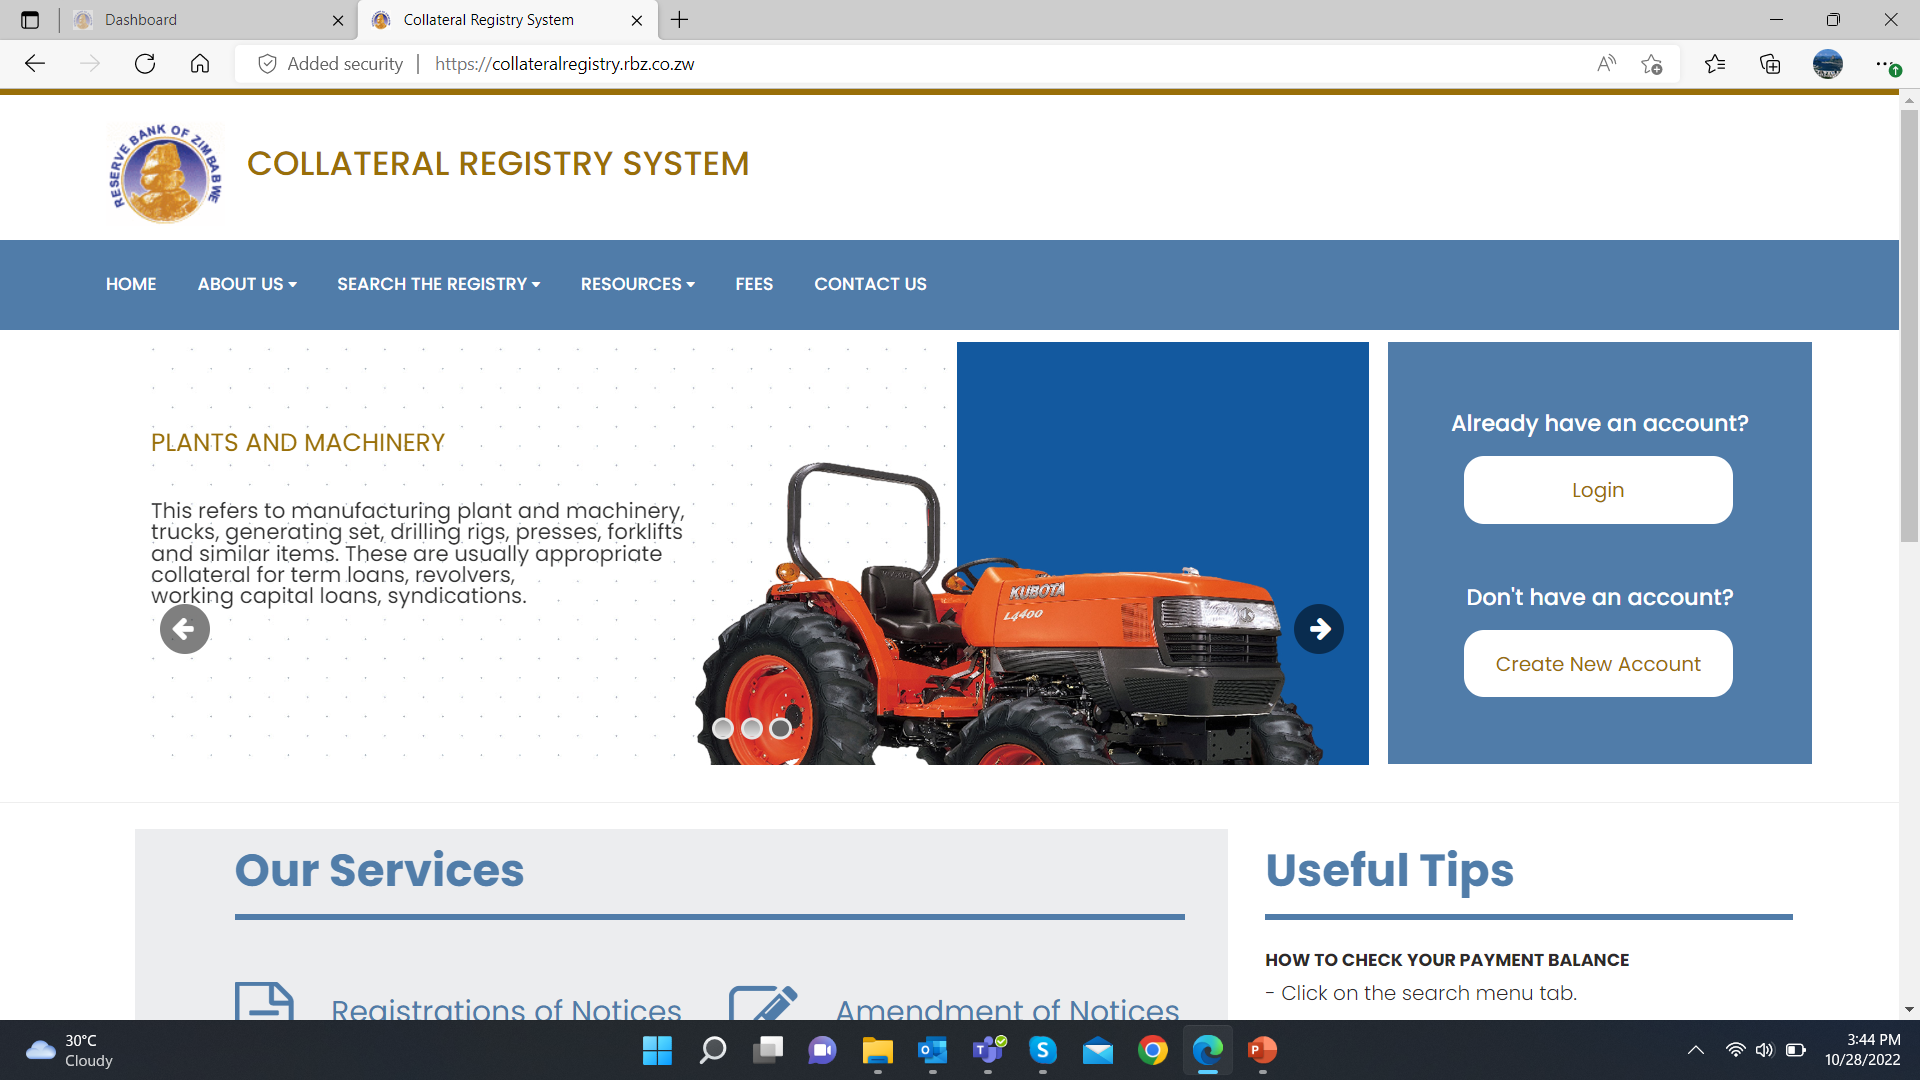 Dashboard
Collateral Registry System
Added security
https://collateralregistry.rbz.co.zw
RESERVE BANK OF ZIMBABWE
COLLATERAL REGISTRY SYSTEM
HOME
ABOUT US
SEARCH THE REGISTRY
RESOURCES
FEES
CONTACT US
PLANTS AND MACHINERY
This refers to manufacturing plant and machinery,
trucks, generating set, drilling rigs, presses, forklifts
and similar items. These are usually appropriate
collateral for term loans, revolvers,
working capital loans, syndications.
KUBOTA
L4400
Already have an account?
Login
Don't have an account?
Create New Account
Our Services
Registrations of Notices
Amendment of Notices
Useful Tips
HOW TO CHECK YOUR PAYMENT BALANCE
- Click on the search menu tab.
30°C
Cloudy
3:44 PM
10/28/2022